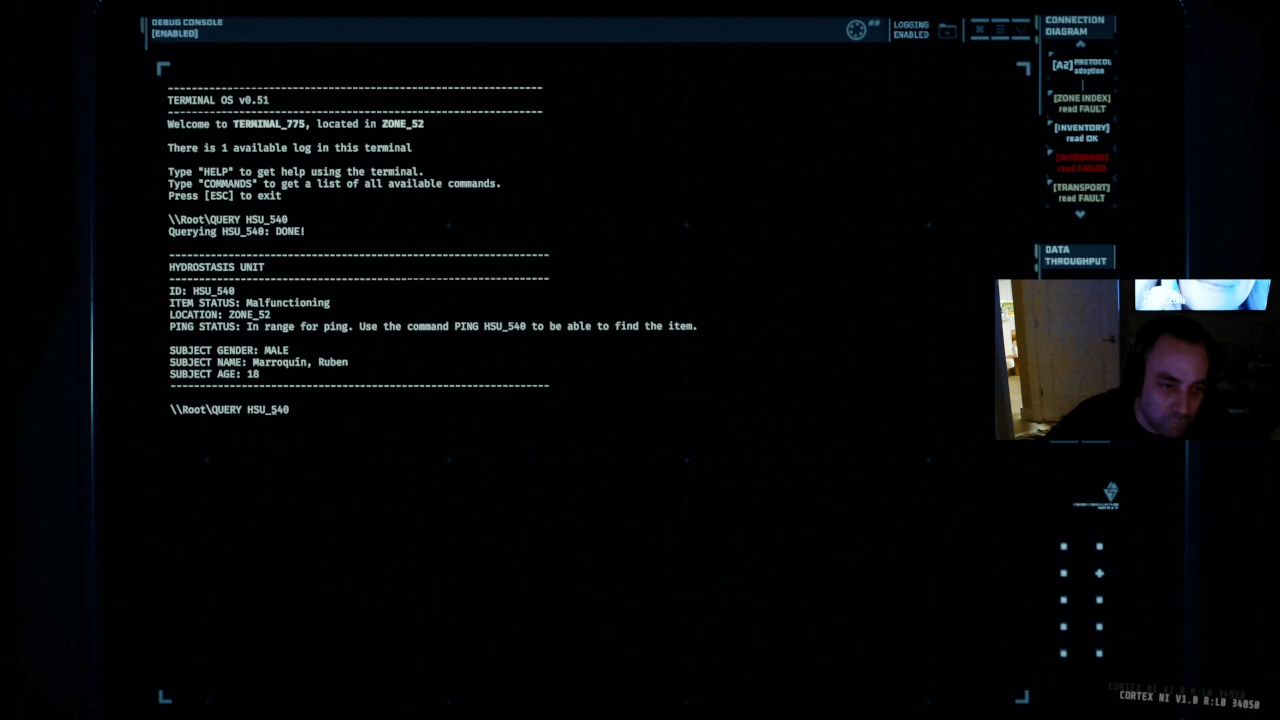 DEBUG CONSOLE
[ENABLED]
LOGGING
ENABLED
CONNECTION
DIAGRAM
[A2] PROTOCOL
adoption
[ZONE INDEX]
read FAULT
[INVENTORY]
read OK
read FAILED
[TRANSPORT]
read FAULT
DATA
THROUGHPUT
TERMINAL OS v0.51
Welcome to TERMINAL_775, located in ZONE_52
There is 1 available log in this terminal
Type "HELP" to get help using the terminal.
Type "COMMANDS" to get a list of all available commands.
Press [ESC] to exit
\\Root\QUERY HSU_540
Querying HSU_540: DONE!
HYDROSTASIS UNIT
ID: HSU_540
ITEM STATUS: Malfunctioning
LOCATION: ZONE_52
PING STATUS: In range for ping. Use the command PING HSU_540 to be able to find the item.
SUBJECT GENDER: MALE
SUBJECT NAME: Marroquín, Ruben
SUBJECT AGE: 18
\\Root\QUERY HSU_540
CORTEX NI V1.0 R:L0 34850